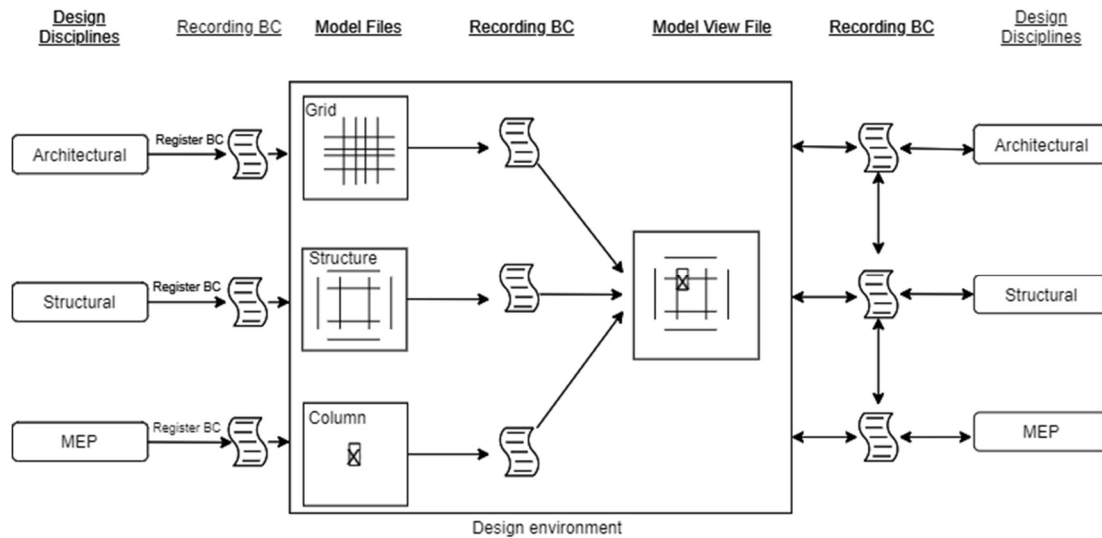 Design
Disciplines
Recording BC
Model Files
Recording BC
Model View File
Recording BC
Design
Disciplines
Grid
Architectural
Register BC
Architectural
Structure
Structural
Register BC
Structural
Column
MEP
Register BC
MEP
Design environment